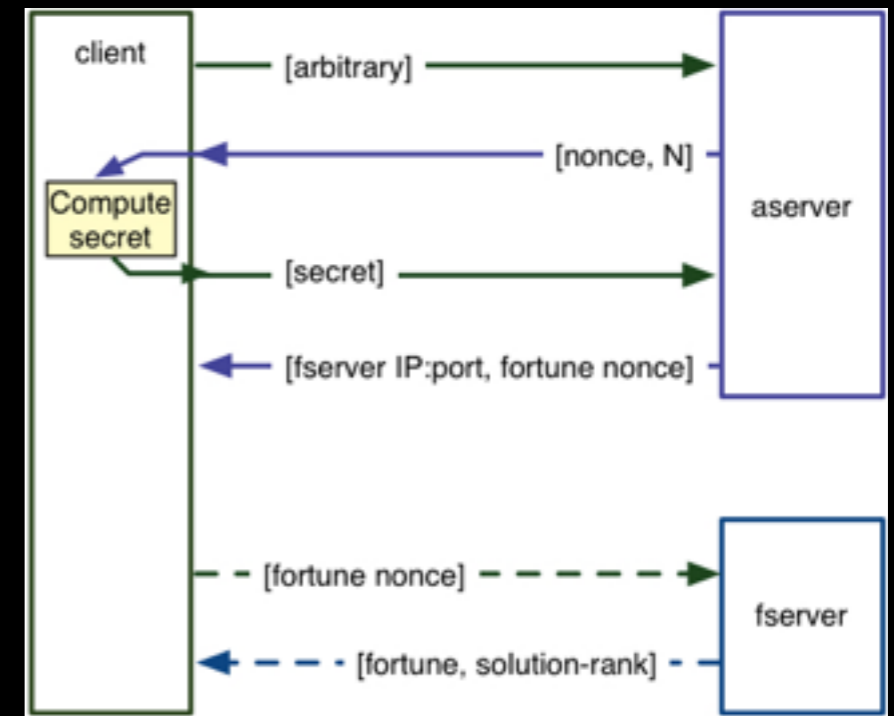 client
[arbitrary]
[nonce, N]
Compute
secret
aserver
[secret]
[fserver IP:port, fortune nonce]
[fortune nonce]
fserver
[fortune, solution-rank]